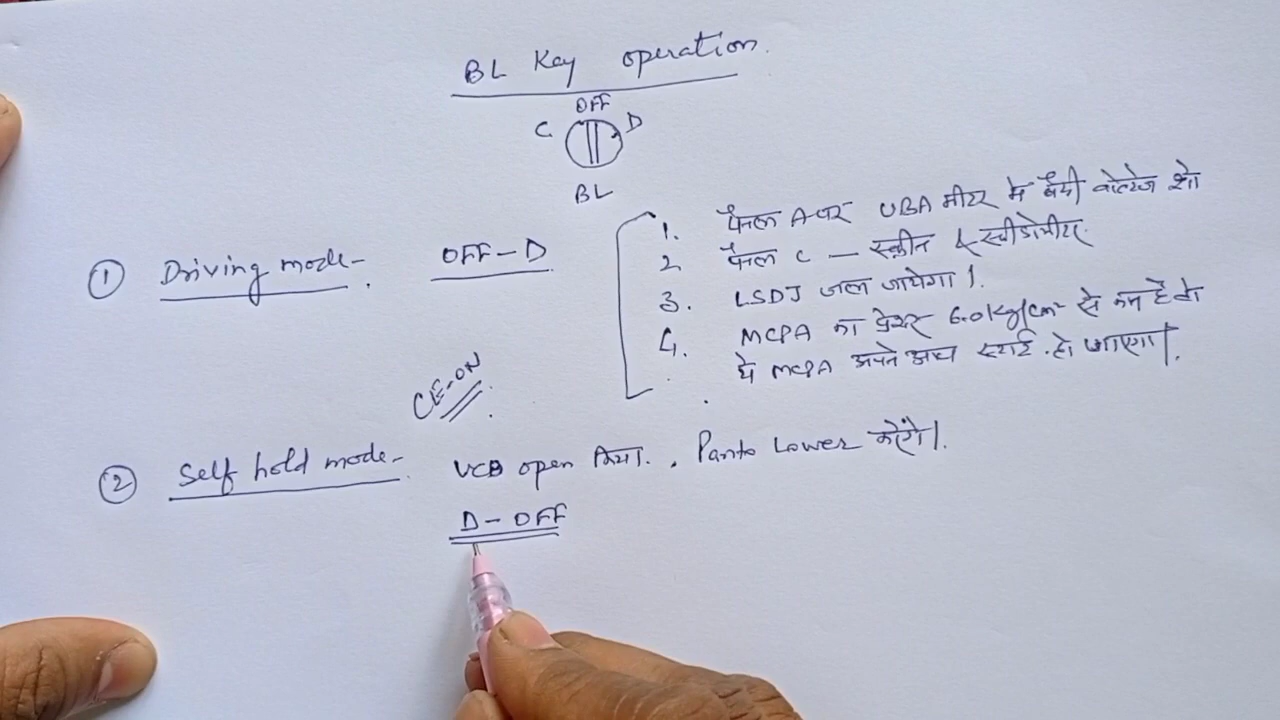 BL Key operation.
OFF
C D
BL
① Driving mode- OFF-D
1. पैनल A पर UBA मीटर मे बैट्री वोल्टेज शो
2 पैनल C — स्क्रीन & स्पीडोमीटर
3. LSDJ जल जायेगा।
4. MCPA का प्रेशर 6.0 kg/cm² से कम है तो
ये MCPA अपने आप स्टार्ट हो जाएगा।
CE-ON
② Self hold mode- VCB open किया. , Panto Lower करेंगे।
D-OFF